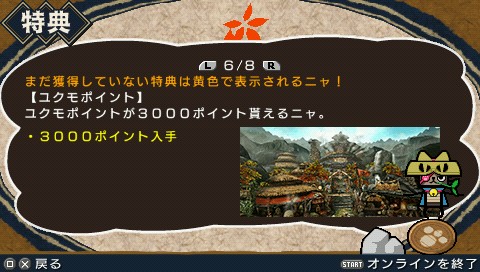 特典
L 6/8 R
まだ獲得していない特典は黄色で表示されるニャ！
【ユクモポイント】
ユクモポイントが３０００ポイント貰えるニャ。
・３０００ポイント入手
戻る
START オンラインを終了